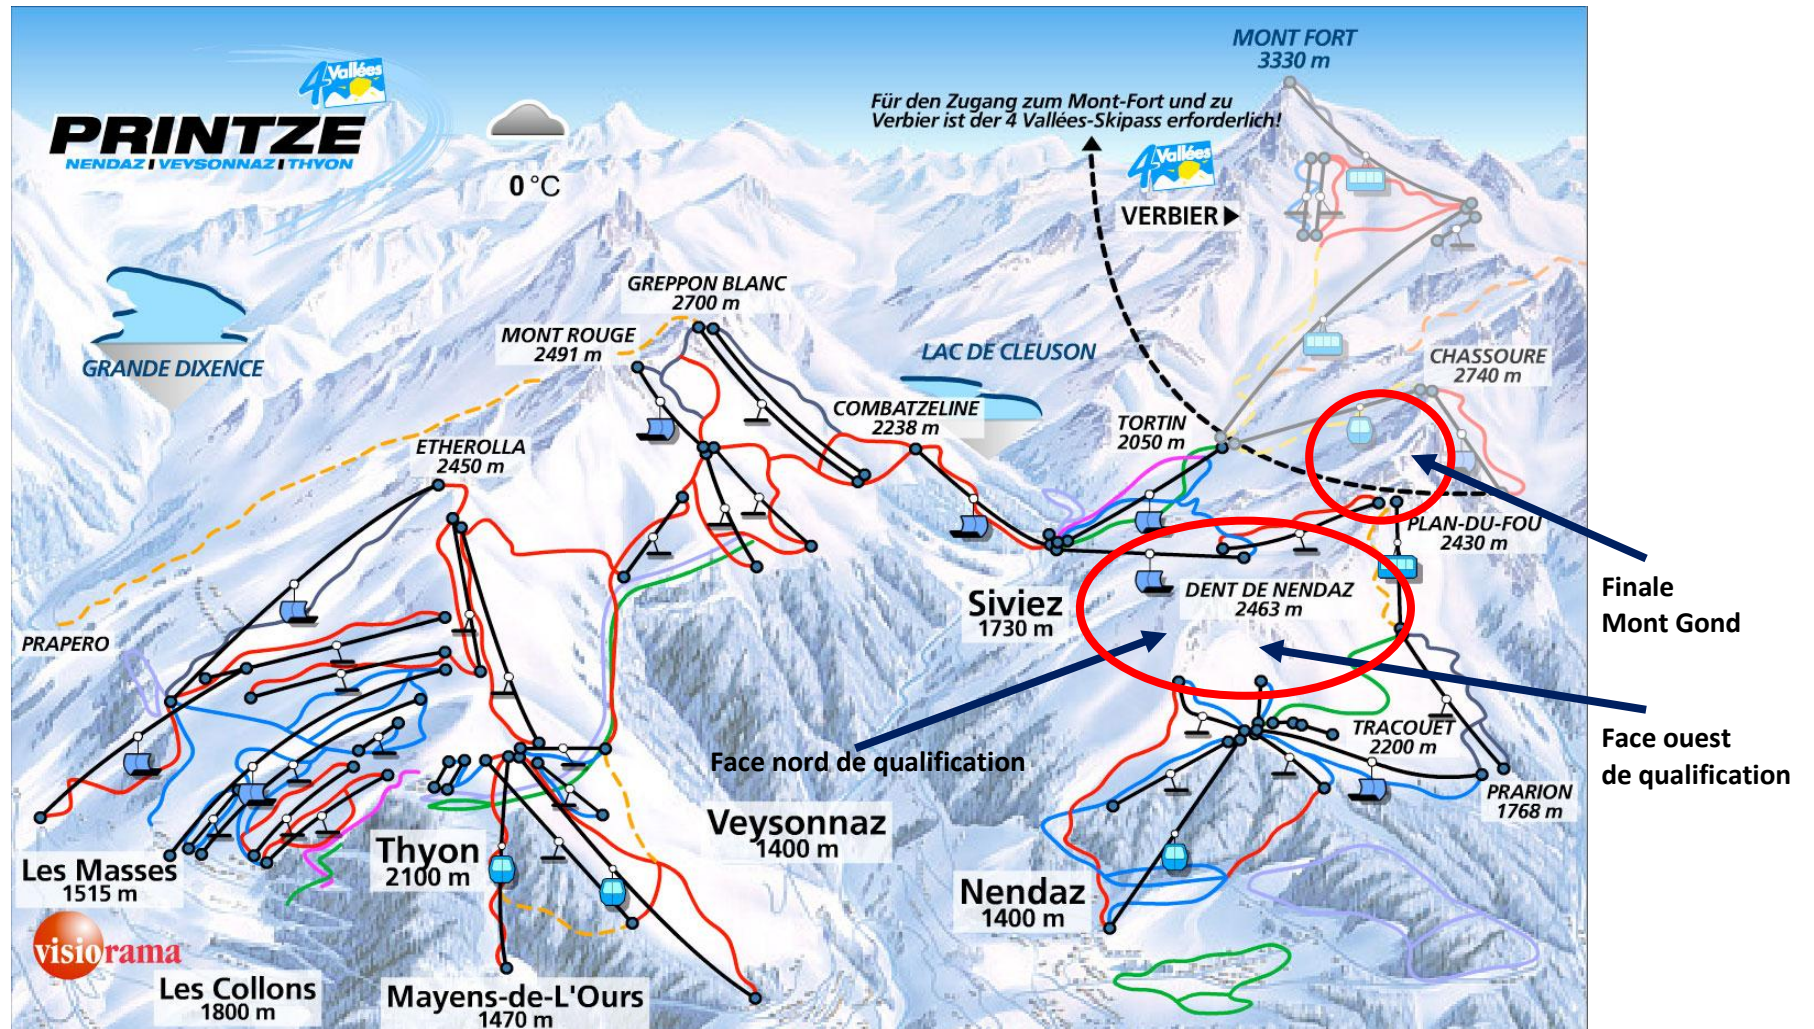 4 Vallées
PRINTZE
NENDAZ I VEYSONNAZ I THYON
0 °C
MONT FORT
3330 m
Für den Zugang zum Mont-Fort und zu
Verbier ist der 4 Vallées-Skipass erforderlich!
4 Vallées
VERBIER
GREPPON BLANC
2700 m
MONT ROUGE
2491 m
GRANDE DIXENCE
LAC DE CLEUSON
CHASSOURE
2740 m
COMBATZELINE
2238 m
TORTIN
2050 m
ETHEROLLA
2450 m
PLAN-DU-FOU
2430 m
Finale
Mont Gond
Siviez
1730 m
DENT DE NENDAZ
2463 m
PRAPERO
Face nord de qualification
TRACOUET
2200 m
Face ouest
de qualification
PRARION
1768 m
Veysonnaz
1400 m
Thyon
2100 m
Les Masses
1515 m
Nendaz
1400 m
visiorama
Les Collons
1800 m
Mayens-de-L'Ours
1470 m